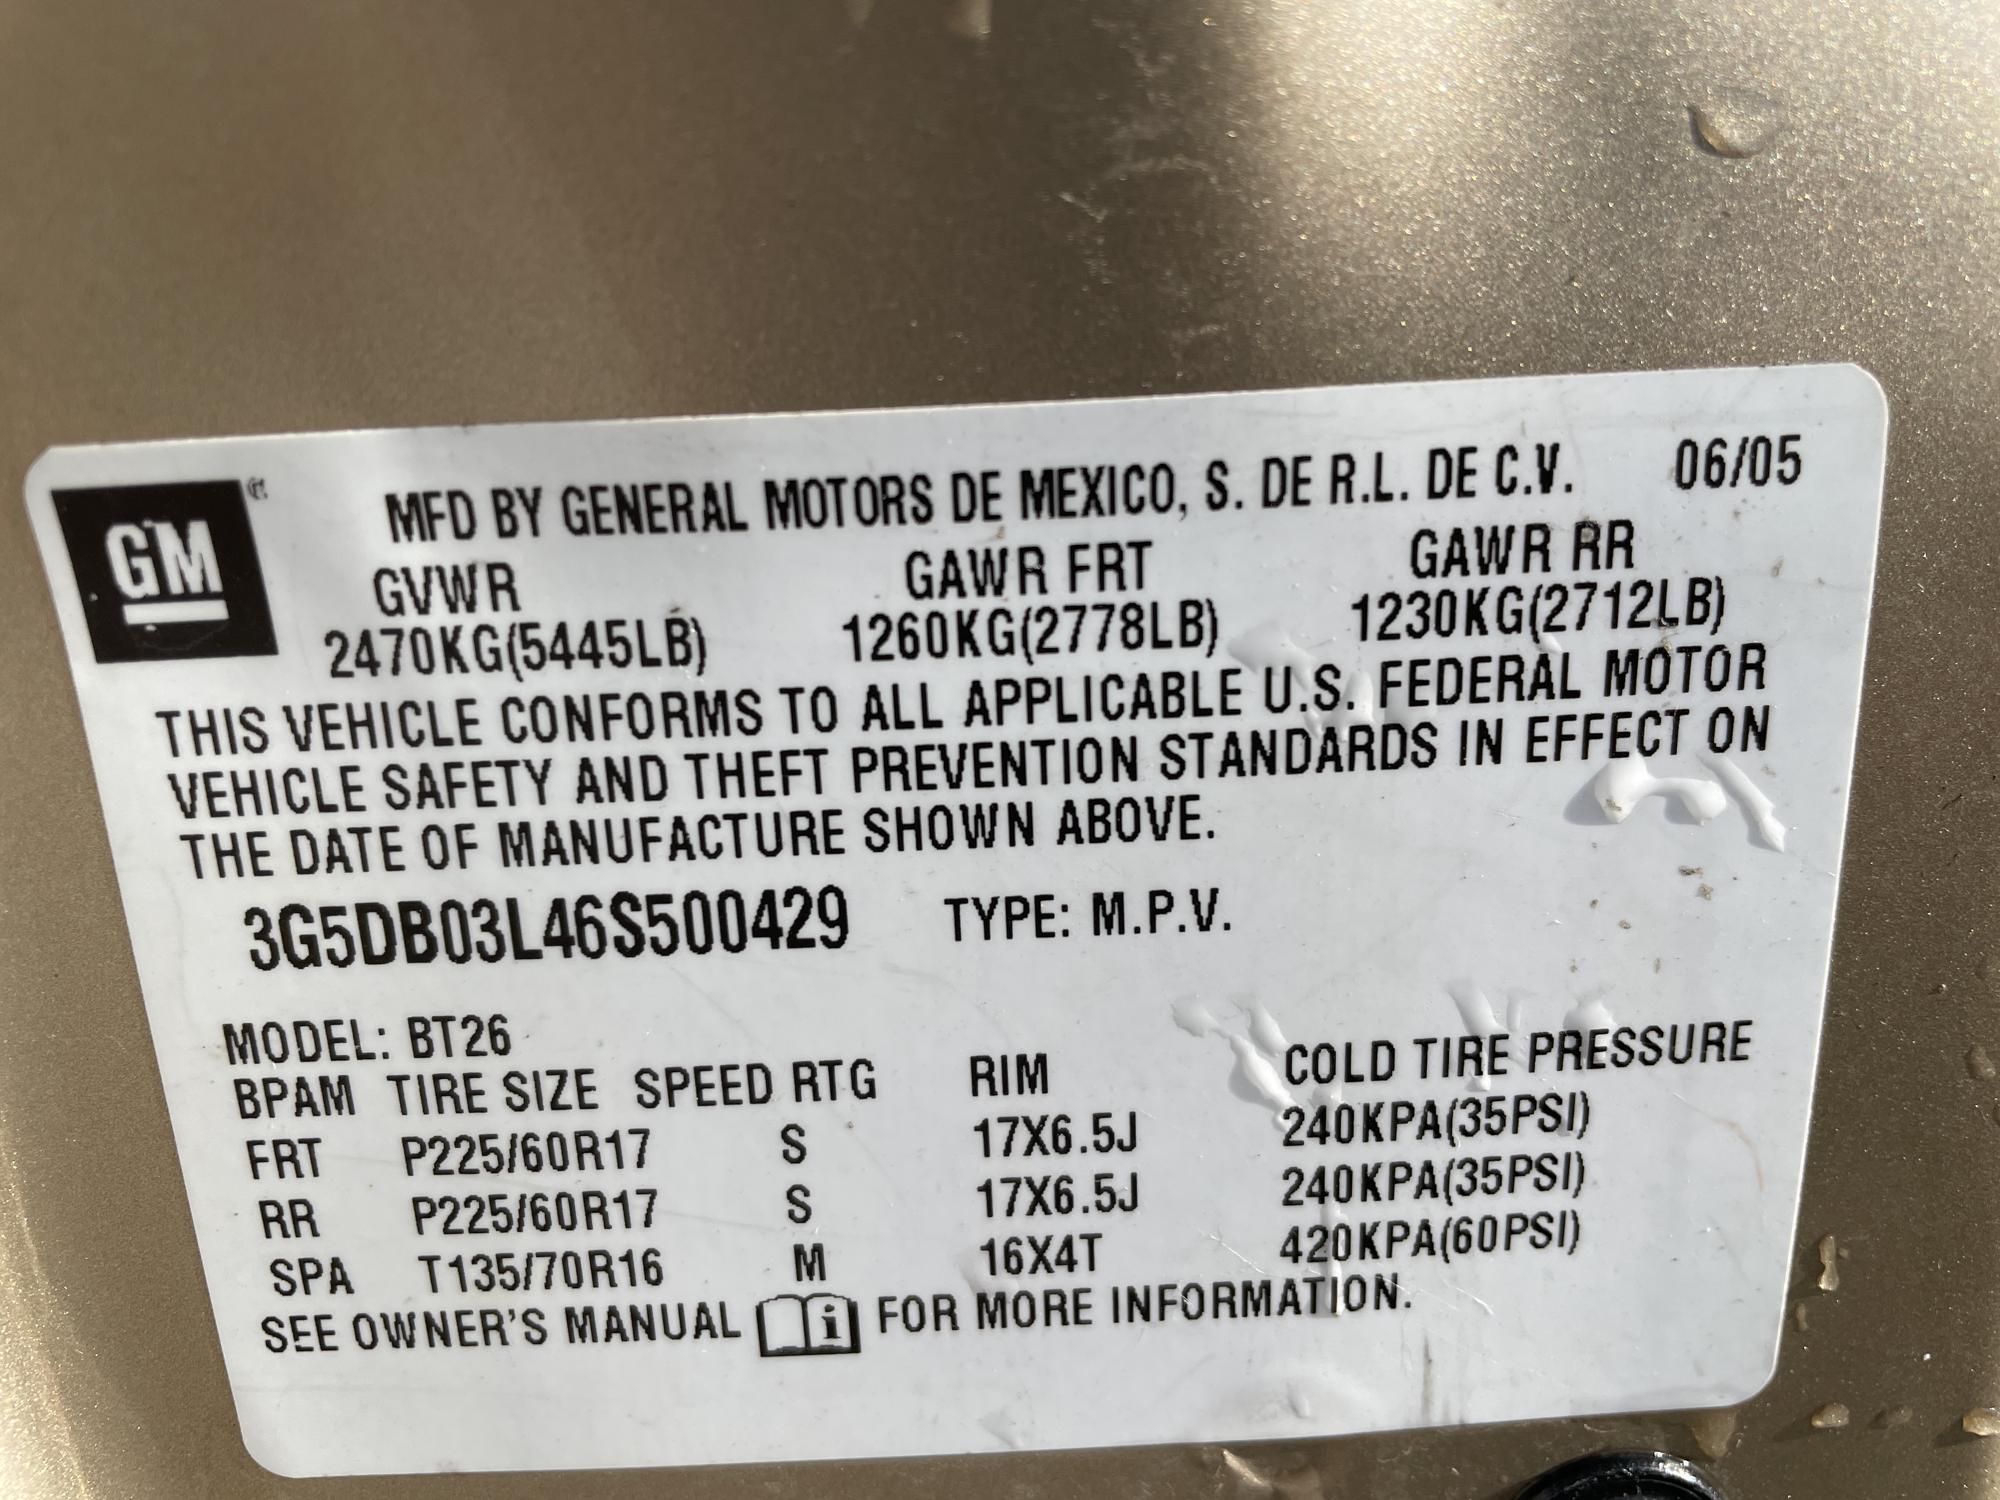 GM
MFD BY GENERAL MOTORS DE MEXICO, S. DE R.L. DE C.V. 06/05
GVWR GAWR FRT GAWR RR
2470KG(5445LB) 1260KG(2778LB) 1230KG(2712LB)
THIS VEHICLE CONFORMS TO ALL APPLICABLE U.S. FEDERAL MOTOR
VEHICLE SAFETY AND THEFT PREVENTION STANDARDS IN EFFECT ON
THE DATE OF MANUFACTURE SHOWN ABOVE.
3G5DB03L46S500429 TYPE: M.P.V.
MODEL: BT26
BPAM TIRE SIZE SPEED RTG RIM COLD TIRE PRESSURE
FRT P225/60R17 S 17X6.5J 240KPA(35PSI)
RR P225/60R17 S 17X6.5J 240KPA(35PSI)
SPA T135/70R16 M 16X4T 420KPA(60PSI)
SEE OWNER'S MANUAL i FOR MORE INFORMATION.